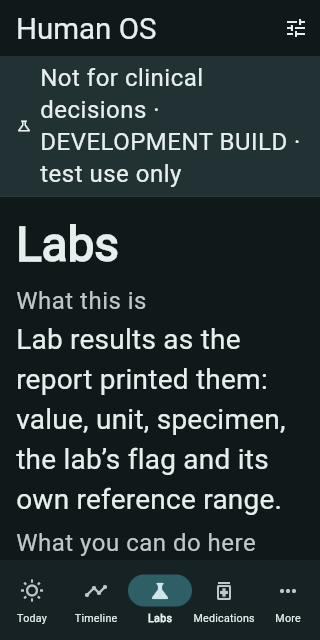 Human OS
Not for clinical
decisions ·
DEVELOPMENT BUILD ·
test use only
Labs
What this is
Lab results as the
report printed them:
value, unit, specimen,
the lab’s flag and its
own reference range.
What you can do here
Today
Timeline
Labs
Medications
More